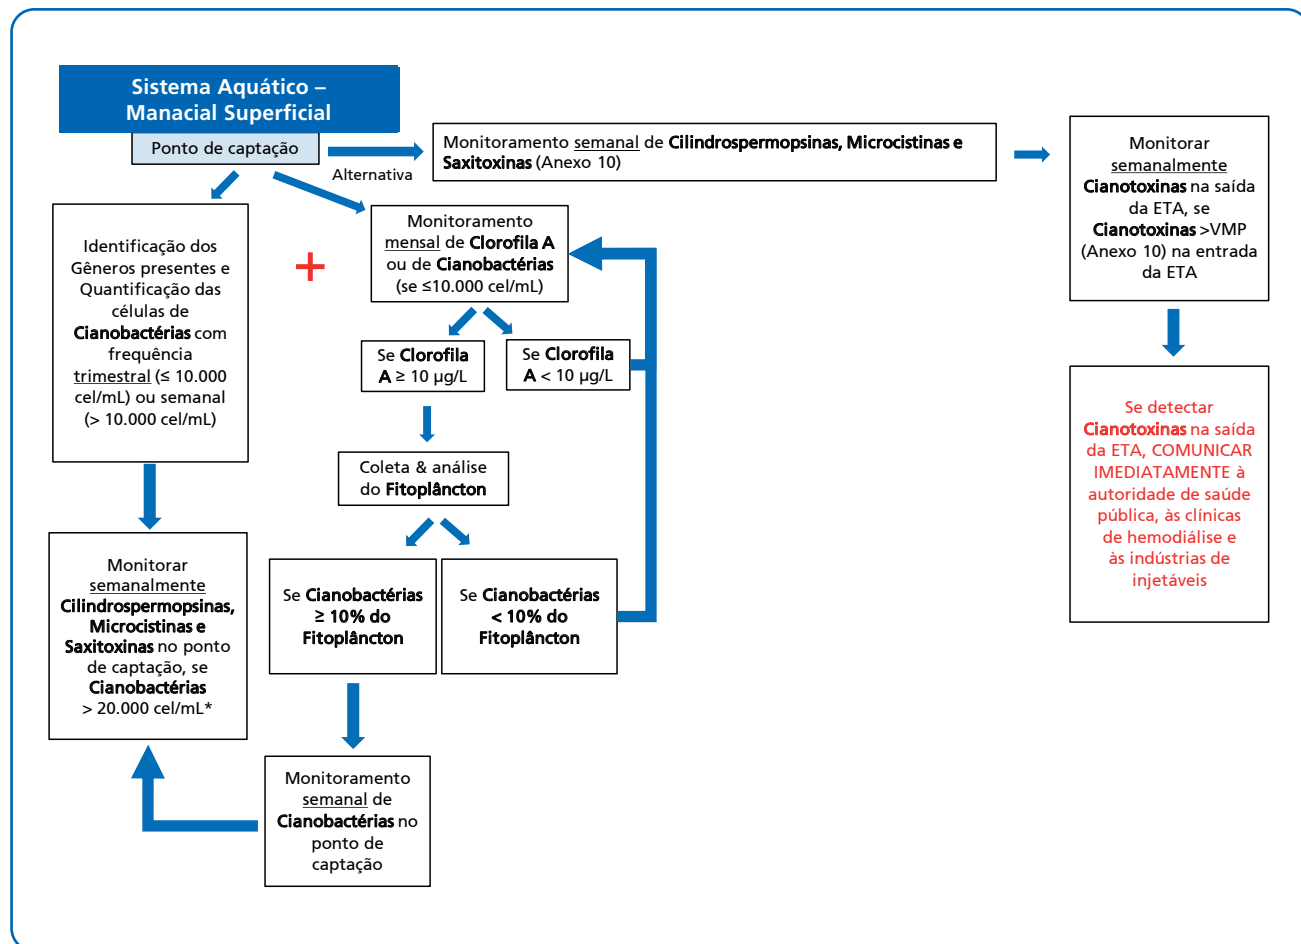 Sistema Aquático –
Manacial Superficial
Ponto de captação
Alternativa
Monitoramento semanal de Cilindrospermopsinas, Microcistinas e
Saxitoxinas (Anexo 10)
Monitorar
semanalmente
Cianotoxinas na saída
da ETA, se
Cianotoxinas >VMP
(Anexo 10) na entrada
da ETA
Identificação dos
Gêneros presentes e
Quantificação das
células de
Cianobactérias com
frequência
trimestral (≤ 10.000
cel/mL) ou semanal
(> 10.000 cel/mL)
+
Monitoramento
mensal de Clorofila A
ou de Cianobactérias
(se ≤10.000 cel/mL)
Se Clorofila
A ≥ 10 µg/L
Se Clorofila
A < 10 µg/L
Coleta & análise
do Fitoplâncton
Se Cianobactérias
≥ 10% do
Fitoplâncton
Se Cianobactérias
< 10% do
Fitoplâncton
Monitorar
semanalmente
Cilindrospermopsinas,
Microcistinas e
Saxitoxinas no ponto
de captação, se
Cianobactérias
> 20.000 cel/mL*
Monitoramento
semanal de
Cianobactérias no
ponto de
captação
Se detectar
Cianotoxinas na saída
da ETA, COMUNICAR
IMEDIATAMENTE à
autoridade de saúde
pública, às clínicas
de hemodiálise e
às indústrias de
injetáveis